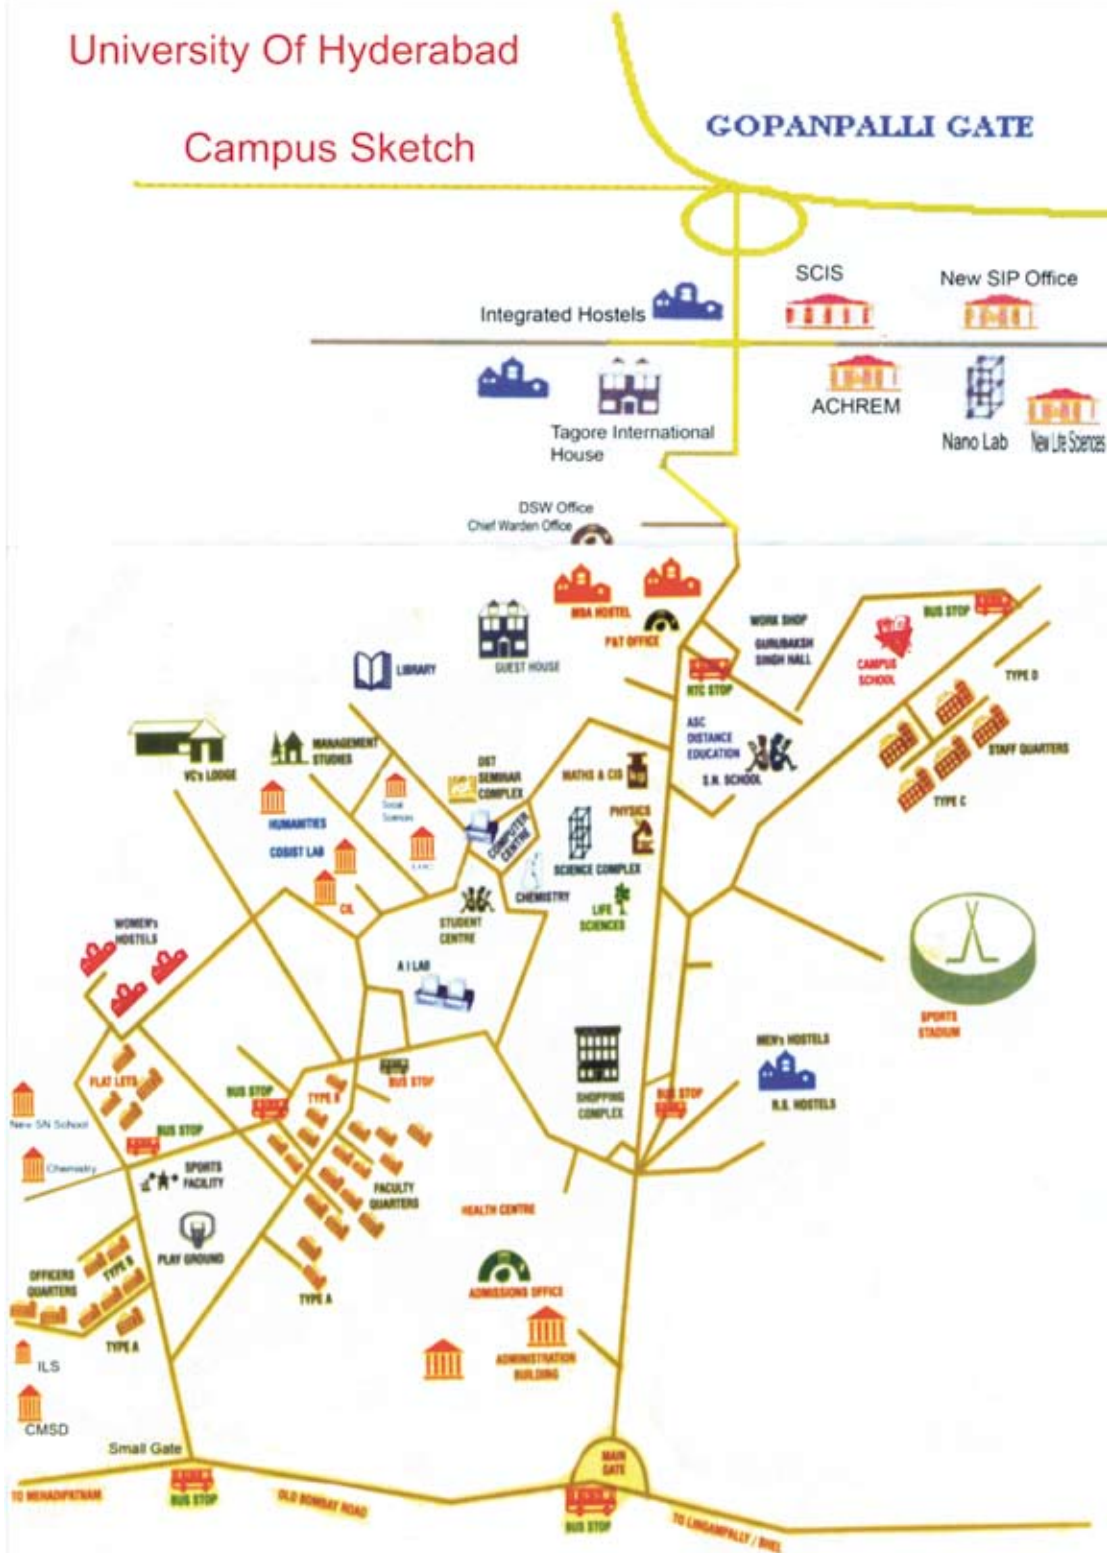 University Of Hyderabad
Campus Sketch
GOPANPALLI GATE
SCIS
New SIP Office
Integrated Hostels
ACHREM
Tagore International
House
Nano Lab
New Life Sciences
DSW Office
Chief Warden Office
MBA HOSTEL
P&T OFFICE
WORK SHOP
GURUBAKSH
SINGH HALL
BUS STOP
CAMPUS
SCHOOL
TYPE D
GUEST HOUSE
LIBRARY
RTC STOP
ASC
DISTANCE
EDUCATION
S.N. SCHOOL
STAFF QUARTERS
TYPE C
VC's LODGE
MANAGEMENT
STUDIES
DST
SEMINAR
COMPLEX
MATHS & CIS
PHYSICS
Social
Sciences
HUMANITIES
COSIST LAB
COMPUTER
CENTRE
SCIENCE COMPLEX
CHEMISTRY
LIFE
SCIENCES
CIL
STUDENT
CENTRE
WOMEN's
HOSTELS
A I LAB
SPORTS
STADIUM
MEN's HOSTELS
N.S. HOSTELS
FLAT LETS
BUS STOP
BUS STOP
SHOPPING
COMPLEX
BUS STOP
New SN School
BUS STOP
Chemistry
SPORTS
FACILITY
FACULTY
QUARTERS
HEALTH CENTRE
PLAY GROUND
OFFICERS
QUARTERS
TYPE B
TYPE A
ADMISSIONS OFFICE
TYPE A
ADMINISTRATION
BUILDING
ILS
CMSD
Small Gate
MAIN
GATE
TO MEHADIPATNAM
BUS STOP
OLD BOMBAY ROAD
BUS STOP
TO LINGAMPALLY / BHEL